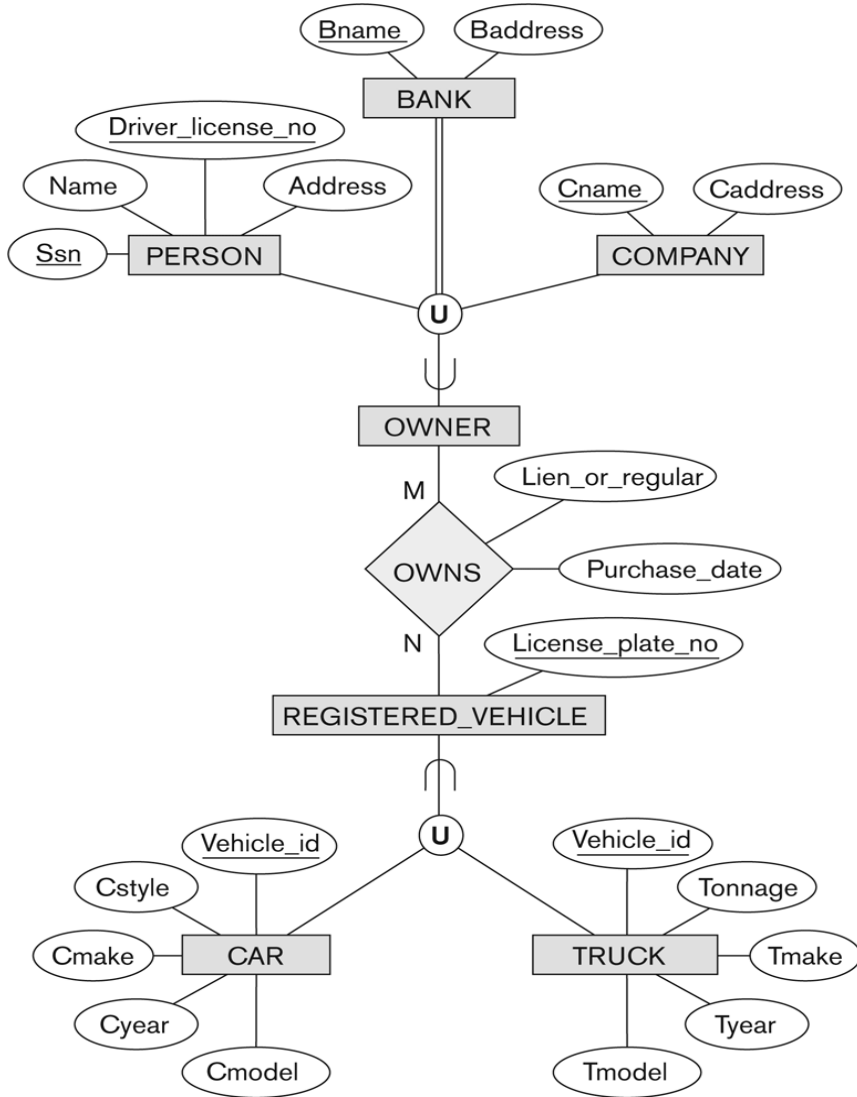 Bname
Baddress
BANK
Driver_license_no
Name
Address
Cname
Caddress
Ssn
PERSON
COMPANY
U
OWNER
M
Lien_or_regular
OWNS
Purchase_date
N
License_plate_no
REGISTERED_VEHICLE
U
Vehicle_id
Vehicle_id
Cstyle
Tonnage
Cmake
CAR
TRUCK
Tmake
Cyear
Tyear
Cmodel
Tmodel